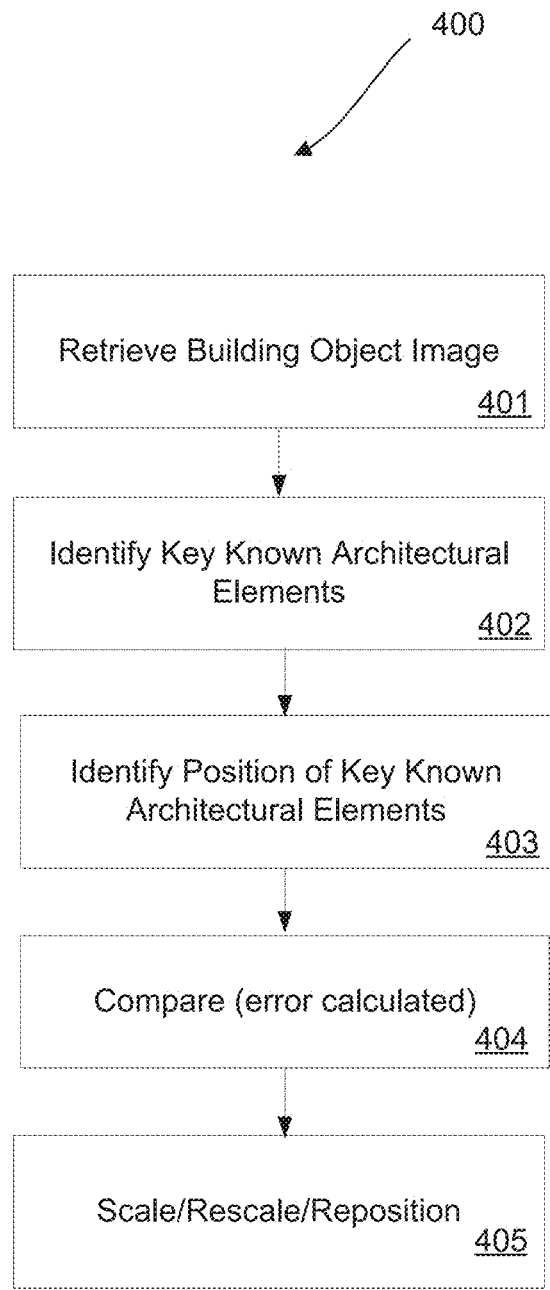 400
Retrieve Building Object Image
401
Identify Key Known Architectural
Elements
402
Identify Position of Key Known
Architectural Elements
403
Compare (error calculated)
404
Scale/Rescale/Reposition
405